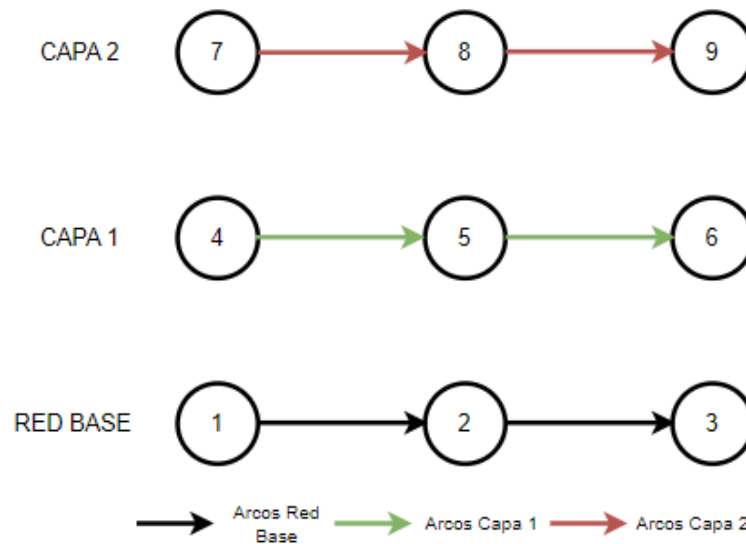 CAPA 2 7 8 9
CAPA 1 4 5 6
RED BASE 1 2 3
Arcos Red
Base
Arcos Capa 1
Arcos Capa 2